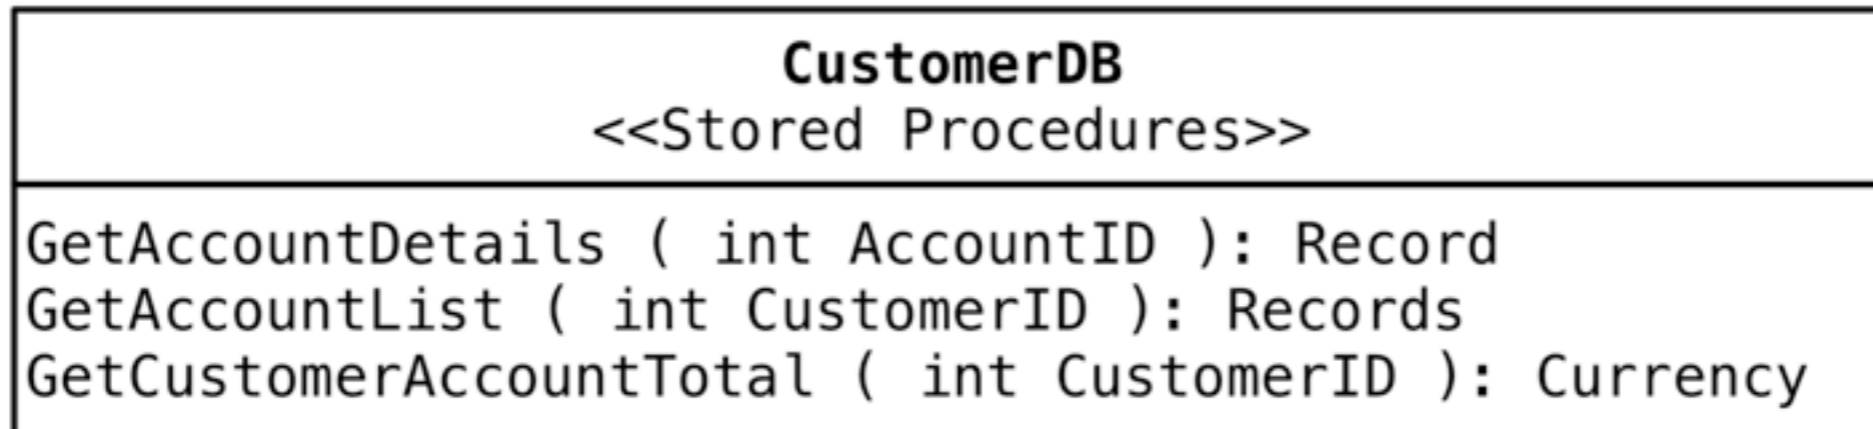 CustomerDB
<<Stored Procedures>>
GetAccountDetails ( int AccountID ): Record
GetAccountList ( int CustomerID ): Records
GetCustomerAccountTotal ( int CustomerID ): Currency